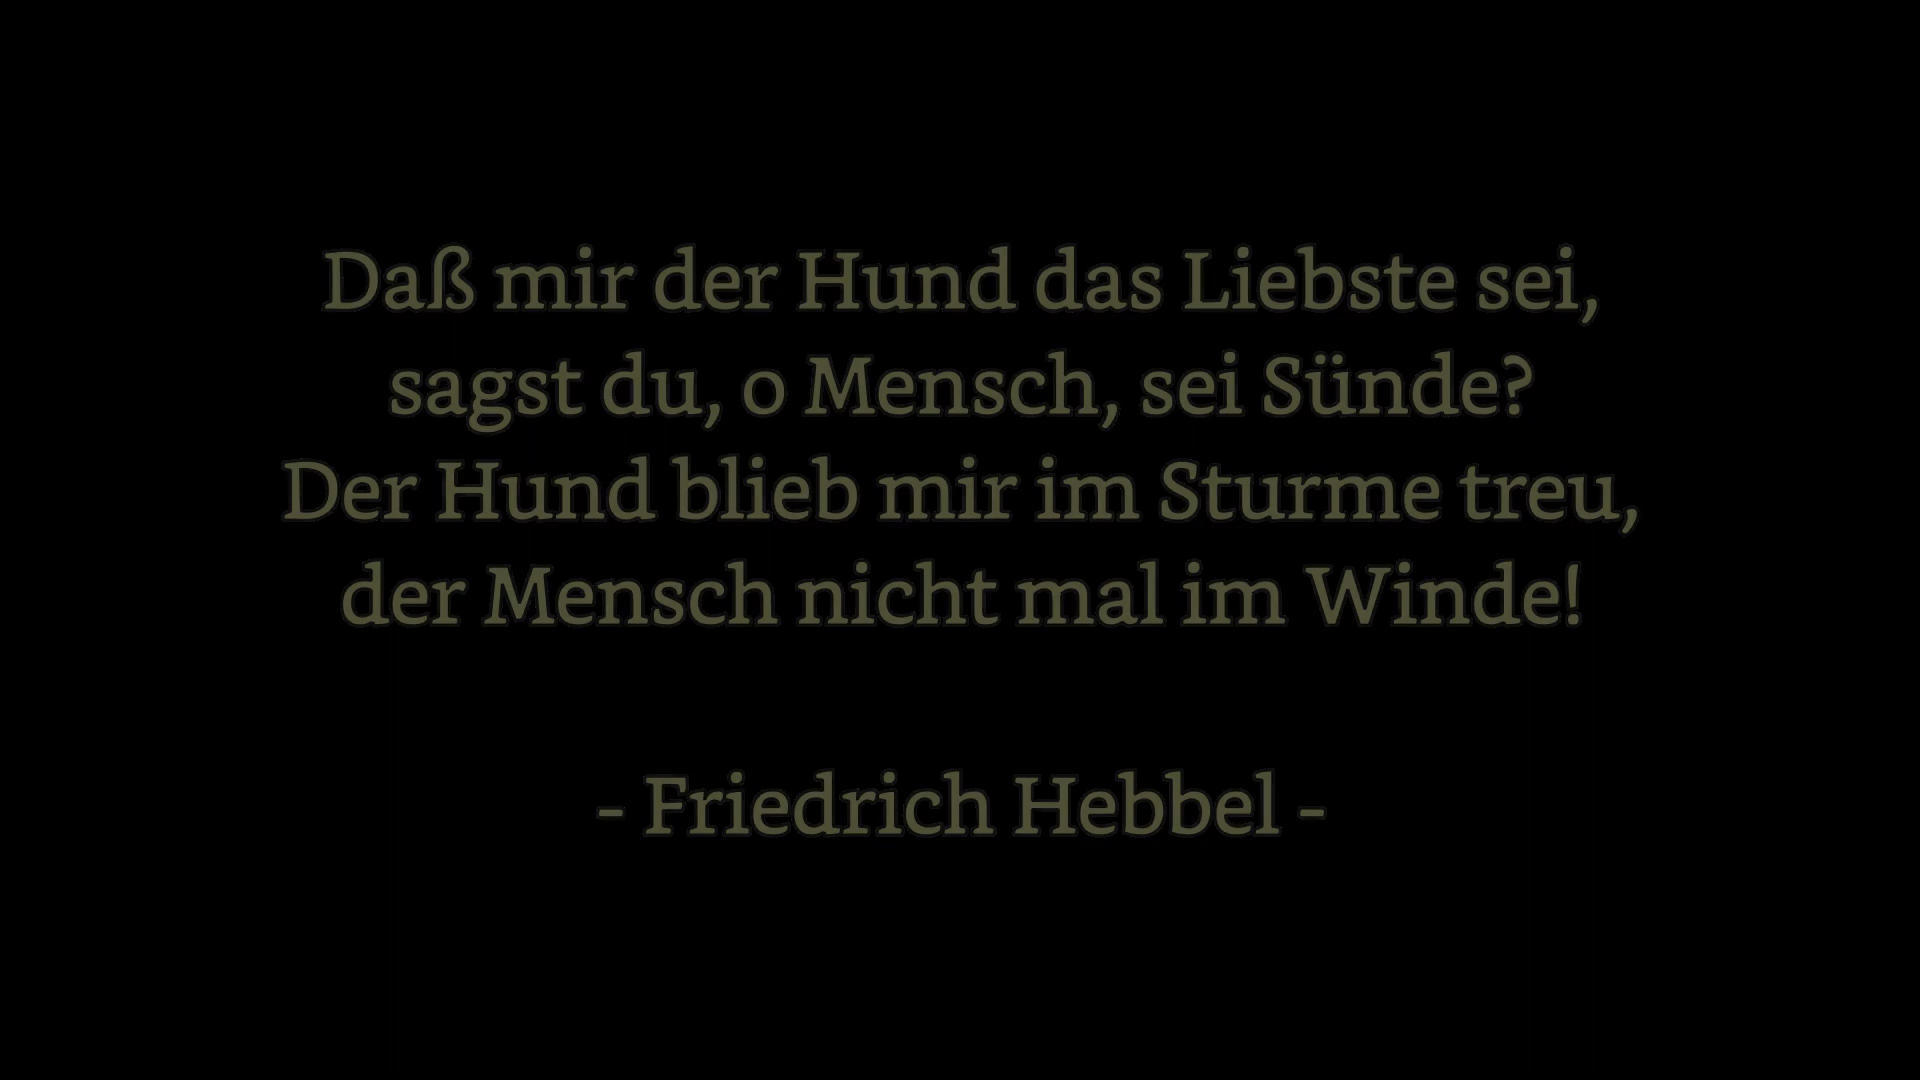 Daß mir der Hund das Liebste sei,
sagst du, o Mensch, sei Sünde?
Der Hund blieb mir im Sturme treu,
der Mensch nicht mal im Winde!
- Friedrich Hebbel -